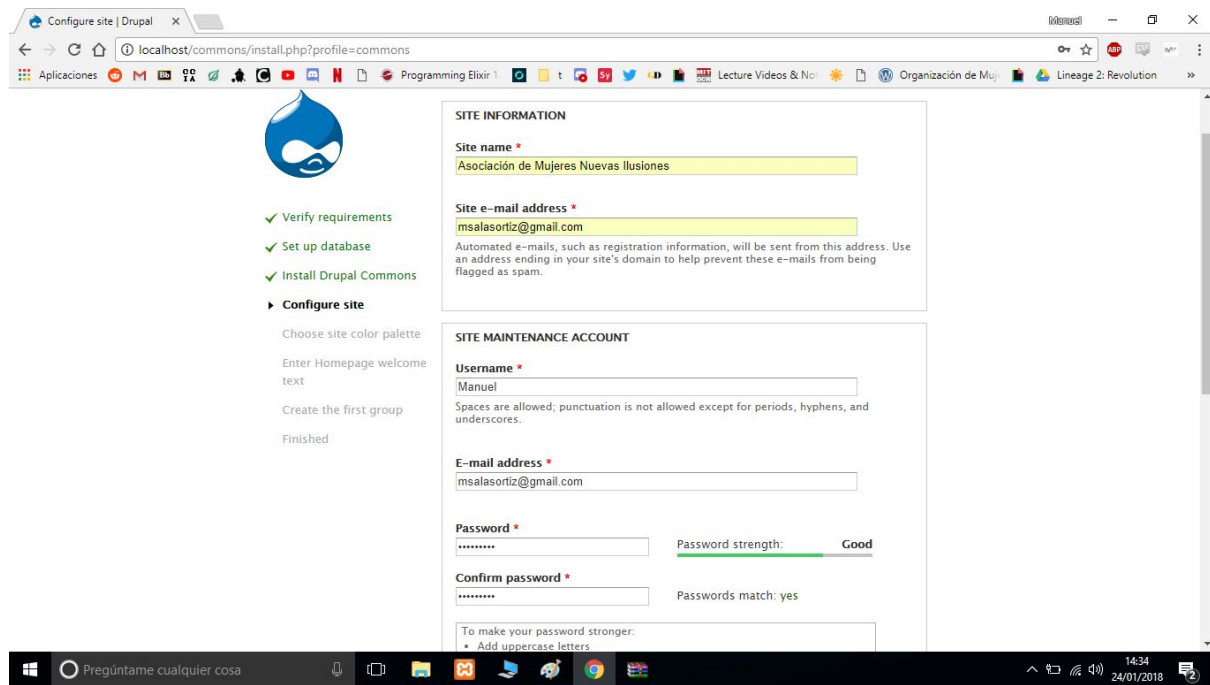 Configure site | Drupal
Manuel
localhost/commons/install.php?profile=commons
Aplicaciones
Programming Elixir 1.
t
Sy
Lecture Videos & No
Organización de Muj
Lineage 2: Revolution
»
SITE INFORMATION
Site name *
Asociación de Mujeres Nuevas Ilusiones
Site e-mail address *
msalasortiz@gmail.com
Automated e-mails, such as registration information, will be sent from this address. Use
an address ending in your site's domain to help prevent these e-mails from being
flagged as spam.
Verify requirements
Set up database
Install Drupal Commons
Configure site
Choose site color palette
Enter Homepage welcome
text
Create the first group
Finished
SITE MAINTENANCE ACCOUNT
Username *
Manuel
Spaces are allowed; punctuation is not allowed except for periods, hyphens, and
underscores.
E-mail address *
msalasortiz@gmail.com
Password *
•••••••••
Password strength: Good
Confirm password *
•••••••••
Passwords match: yes
To make your password stronger:
• Add uppercase letters
Pregúntame cualquier cosa
14:34
24/01/2018